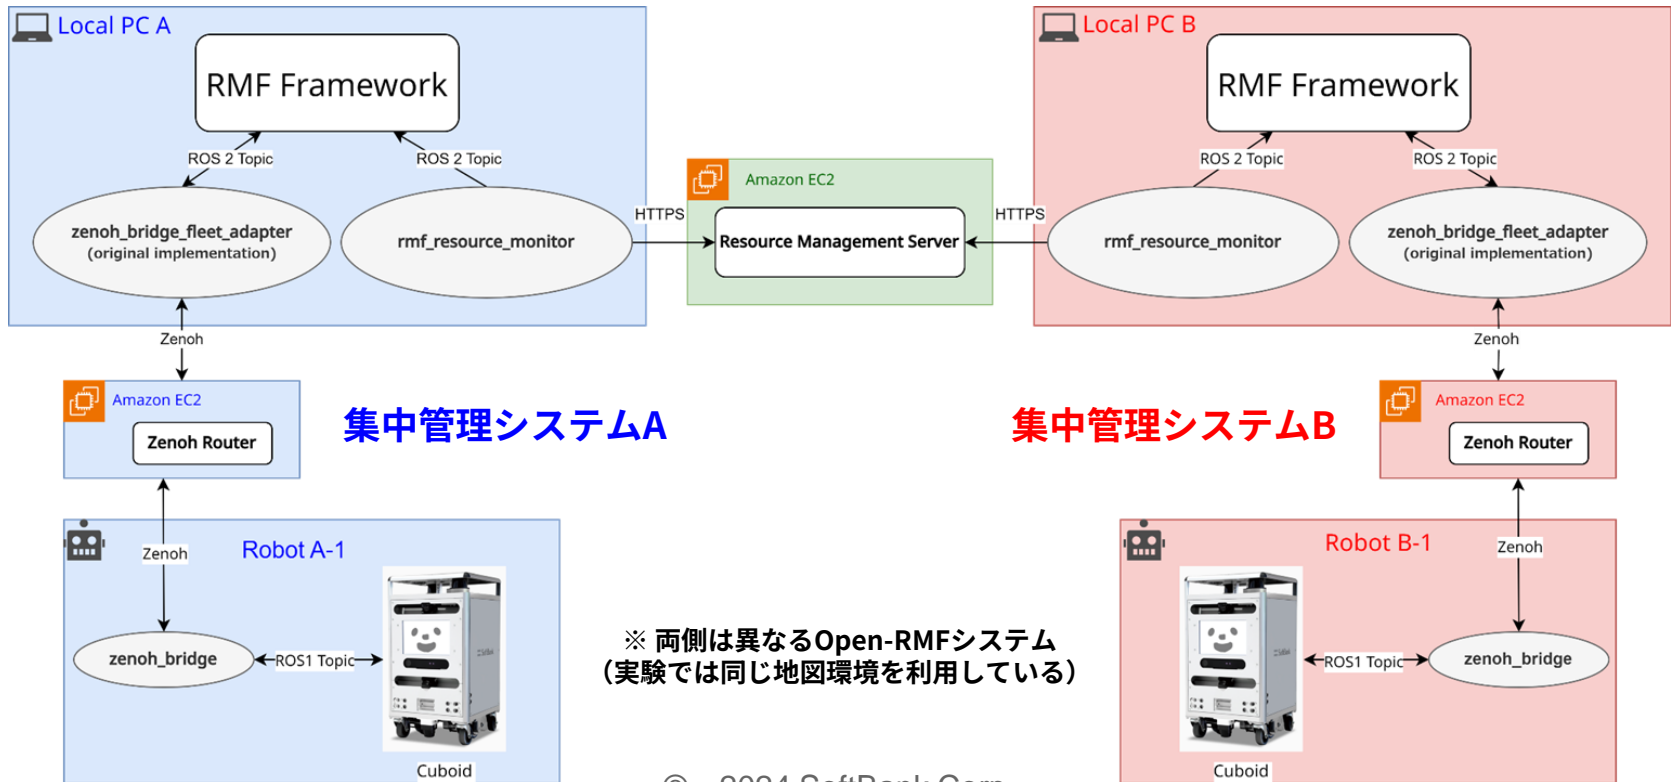 Local PC A
RMF Framework
ROS 2 Topic
ROS 2 Topic
zenoh_bridge_fleet_adapter
(original implementation)
rmf_resource_monitor
HTTPS
Amazon EC2
Resource Management Server
HTTPS
Local PC B
RMF Framework
ROS 2 Topic
ROS 2 Topic
rmf_resource_monitor
zenoh_bridge_fleet_adapter
(original implementation)
Zenoh
Zenoh
Amazon EC2
Zenoh Router
集中管理システムA
集中管理システムB
Amazon EC2
Zenoh Router
Zenoh
Robot A-1
zenoh_bridge
ROS1 Topic
Cuboid
※ 両側は異なるOpen-RMFシステム
（実験では同じ地図環境を利用している）
Robot B-1
Zenoh
ROS1 Topic
zenoh_bridge
Cuboid
© 2024 SoftBank Corp